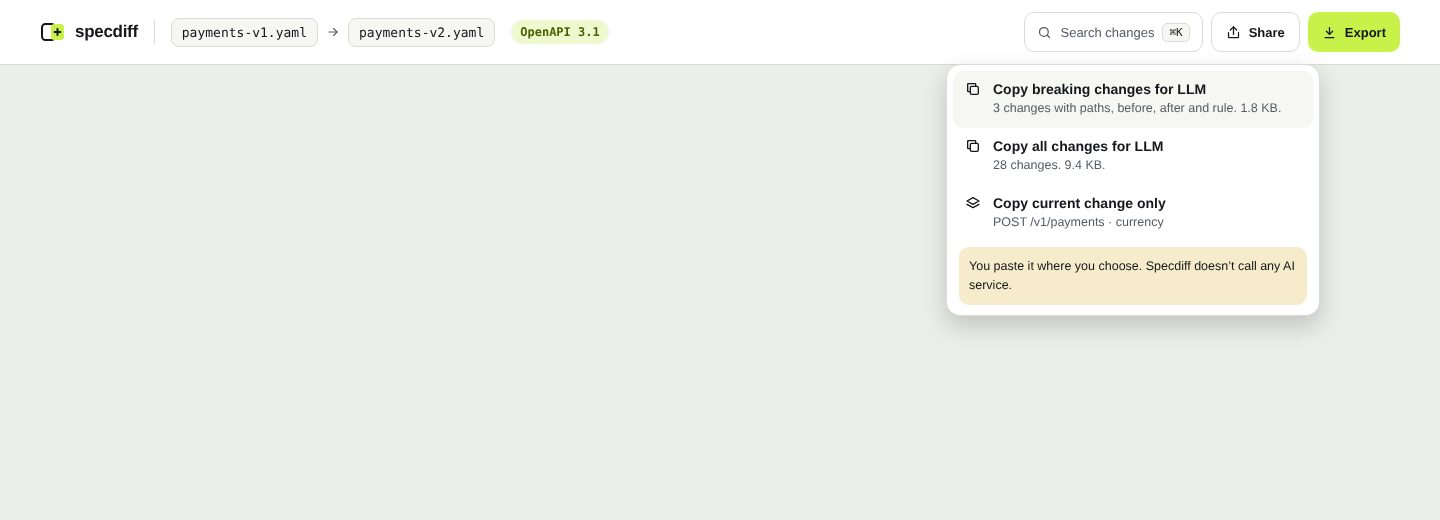 specdiff payments-v1.yaml → payments-v2.yaml OpenAPI 3.1 Search changes ⌘K Share Export
Copy breaking changes for LLM
3 changes with paths, before, after and rule. 1.8 KB.
Copy all changes for LLM
28 changes. 9.4 KB.
Copy current change only
POST /v1/payments · currency
You paste it where you choose. Specdiff doesn’t call any AI
service.